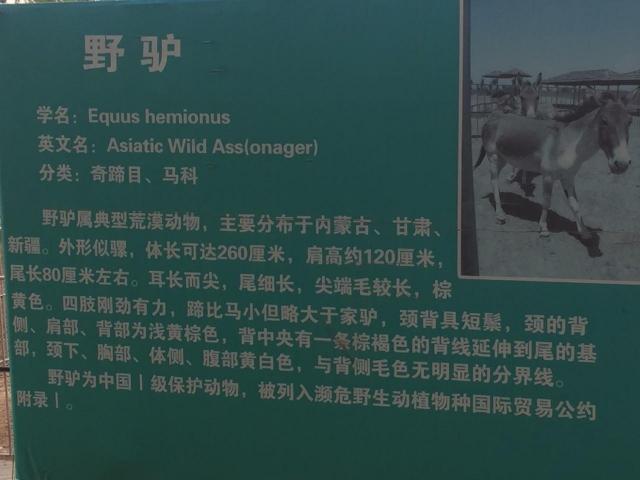 野驴
学名：Equus hemionus
英文名：Asiatic Wild Ass(onager)
分类：奇蹄目、马科
野驴属典型荒漠动物，主要分布于内蒙古、甘肃、
新疆。外形似骡，体长可达260厘米，肩高约120厘米，
尾长80厘米左右。耳长而尖，尾细长，尖端毛较长，棕
黄色。四肢刚劲有力，蹄比马小但略大于家驴，颈背具短鬃，颈的背
侧、肩部、背部为浅黄棕色，背中央有一条棕褐色的背线延伸到尾的基
部，颈下、胸部、体侧、腹部黄白色，与背侧毛色无明显的分界线。
野驴为中国Ⅰ级保护动物，被列入濒危野生动植物种国际贸易公约
附录Ⅰ。